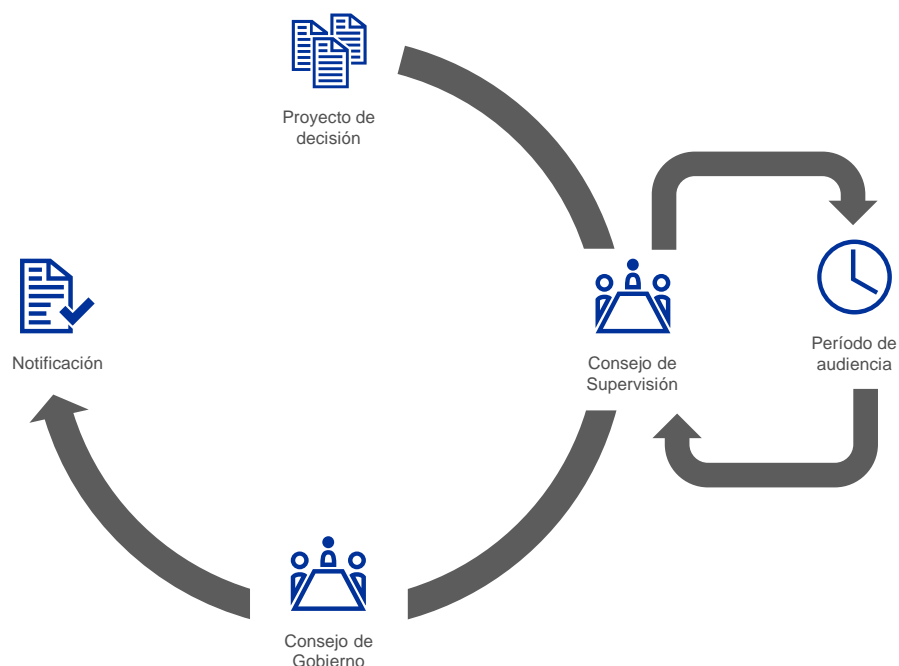 Proyecto de
decisión
Consejo de
Supervisión
Período de
audiencia
Notificación
Consejo de
Gobierno